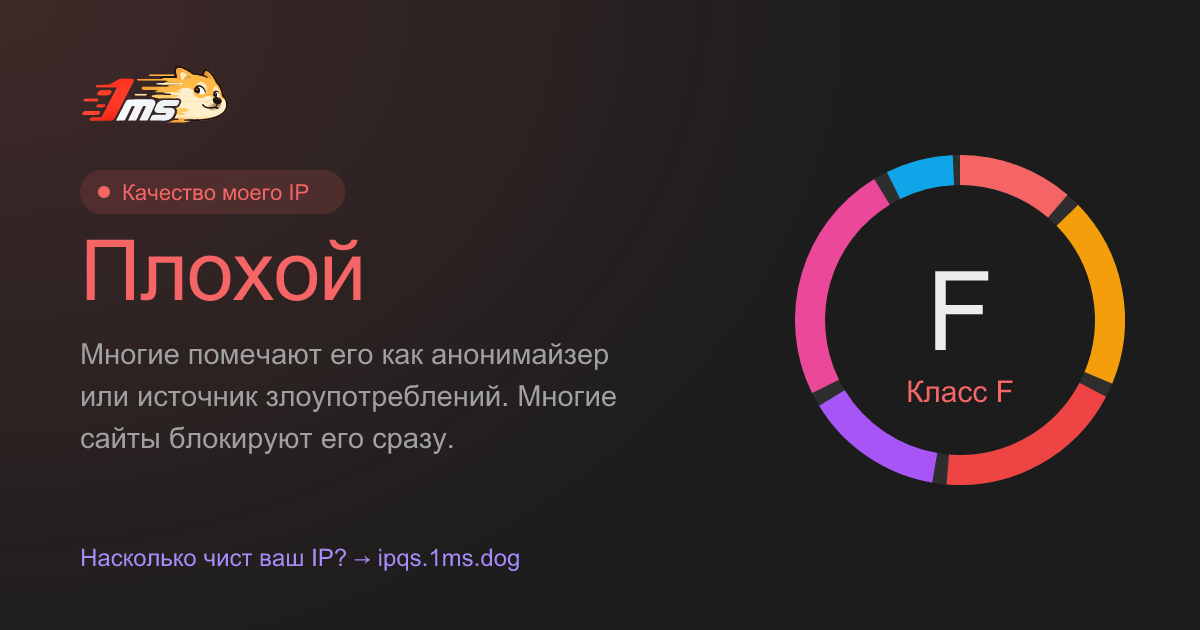 1ms
Качество моего IP
Плохой
Многие помечают его как анонимайзер
или источник злоупотреблений. Многие
сайты блокируют его сразу.
Насколько чист ваш IP? → ipqs.1ms.dog
F
Класс F